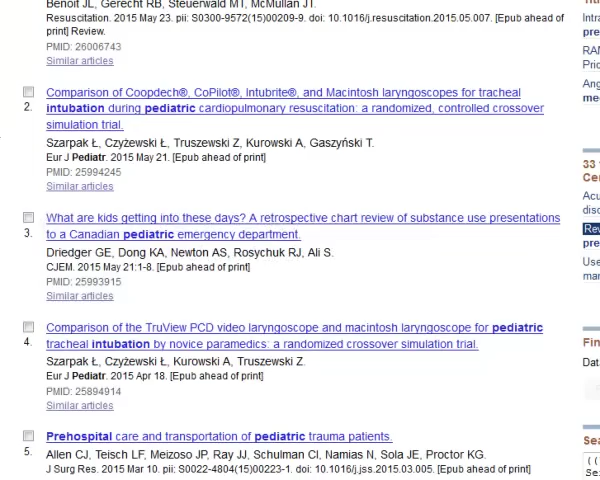 Benoit JL, Gerecht RB, Steuerwald MT, McMullan JT.
Resuscitation. 2015 May 23. pii: S0300-9572(15)00209-9. doi: 10.1016/j.resuscitation.2015.05.007. [Epub ahead of
print] Review.
PMID: 26006743
Similar articles
2. Comparison of Coopdech®, CoPilot®, Intubrite®, and Macintosh laryngoscopes for tracheal
intubation during pediatric cardiopulmonary resuscitation: a randomized, controlled crossover
simulation trial.
Szarpak Ł, Czyżewski Ł, Truszewski Z, Kurowski A, Gaszyński T.
Eur J Pediatr. 2015 May 21. [Epub ahead of print]
PMID: 25994245
Similar articles
3. What are kids getting into these days? A retrospective chart review of substance use presentations
to a Canadian pediatric emergency department.
Driedger GE, Dong KA, Newton AS, Rosychuk RJ, Ali S.
CJEM. 2015 May 21:1-8. [Epub ahead of print]
PMID: 25993915
Similar articles
4. Comparison of the TruView PCD video laryngoscope and macintosh laryngoscope for pediatric
tracheal intubation by novice paramedics: a randomized crossover simulation trial.
Szarpak Ł, Czyżewski Ł, Kurowski A, Truszewski Z.
Eur J Pediatr. 2015 Apr 18. [Epub ahead of print]
PMID: 25894914
Similar articles
5. Prehospital care and transportation of pediatric trauma patients.
Allen CJ, Teisch LF, Meizoso JP, Ray JJ, Schulman CI, Namias N, Sola JE, Proctor KG.
J Surg Res. 2015 Mar 10. pii: S0022-4804(15)00223-1. doi: 10.1016/j.jss.2015.03.005. [Epub ahead of print]
Intra
pre
RAN
Pric
Ang
me
33
Cer
Acu
disc
Rev
pre
Use
mar
Fin
Dat
Sea
((
Se